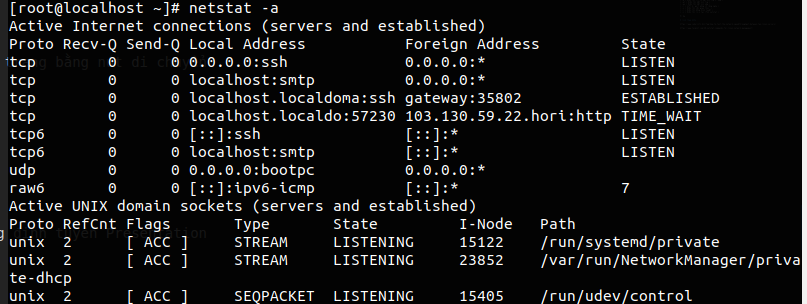 [root@localhost ~]# netstat -a
Active Internet connections (servers and established)
Proto Recv-Q Send-Q Local Address           Foreign Address         State
tcp        0      0 0.0.0.0:ssh             0.0.0.0:*               LISTEN
tcp        0      0 localhost:smtp          0.0.0.0:*               LISTEN
tcp        0      0 localhost.localdoma:ssh gateway:35802           ESTABLISHED
tcp        0      0 localhost.localdo:57230 103.130.59.22.hori:http TIME_WAIT
tcp6       0      0 [::]:ssh                [::]:*                  LISTEN
tcp6       0      0 localhost:smtp          [::]:*                  LISTEN
udp        0      0 0.0.0.0:bootpc          0.0.0.0:*
raw6       0      0 [::]:ipv6-icmp          [::]:*                  7
Active UNIX domain sockets (servers and established)
Proto RefCnt Flags       Type       State         I-Node   Path
unix  2      [ ACC ]     STREAM     LISTENING     15122    /run/systemd/private
unix  2      [ ACC ]     STREAM     LISTENING     23852    /var/run/NetworkManager/priva
te-dhcp
unix  2      [ ACC ]     SEQPACKET  LISTENING     15405    /run/udev/control